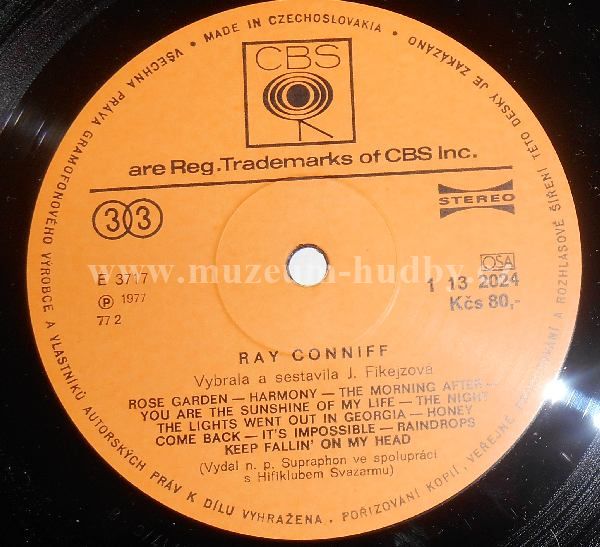 MADE IN CZECHOSLOVAKIA • VŠECHNA PRÁVA GRAMOFONOVÉHO VÝROBCE A VLASTNÍKŮ AUTORSKÝCH PRÁV K DÍLU VYHRAŽENA. POŘIZOVÁNÍ KOPIÍ, VEŘEJNÉ A ROZHLASOVÉ ŠÍŘENÍ TÉTO DESKY JE ZAKÁZÁNO •
CBS
are Reg. Trademarks of CBS Inc.
33
STEREO
www.muzeum-hudby
E 3717
OSA
℗ 1977
1 13 2024
77 2
Kčs 80,-
RAY CONNIFF
Vybrala a sestavila J. Fikejzová
ROSE GARDEN — HARMONY — THE MORNING AFTER —
YOU ARE THE SUNSHINE OF MY LIFE — THE NIGHT
THE LIGHTS WENT OUT IN GEORGIA — HONEY
COME BACK — IT'S IMPOSSIBLE — RAINDROPS
KEEP FALLIN' ON MY HEAD
(Vydal n. p. Supraphon ve spolupráci
s Hifiklubem Svazarmu)